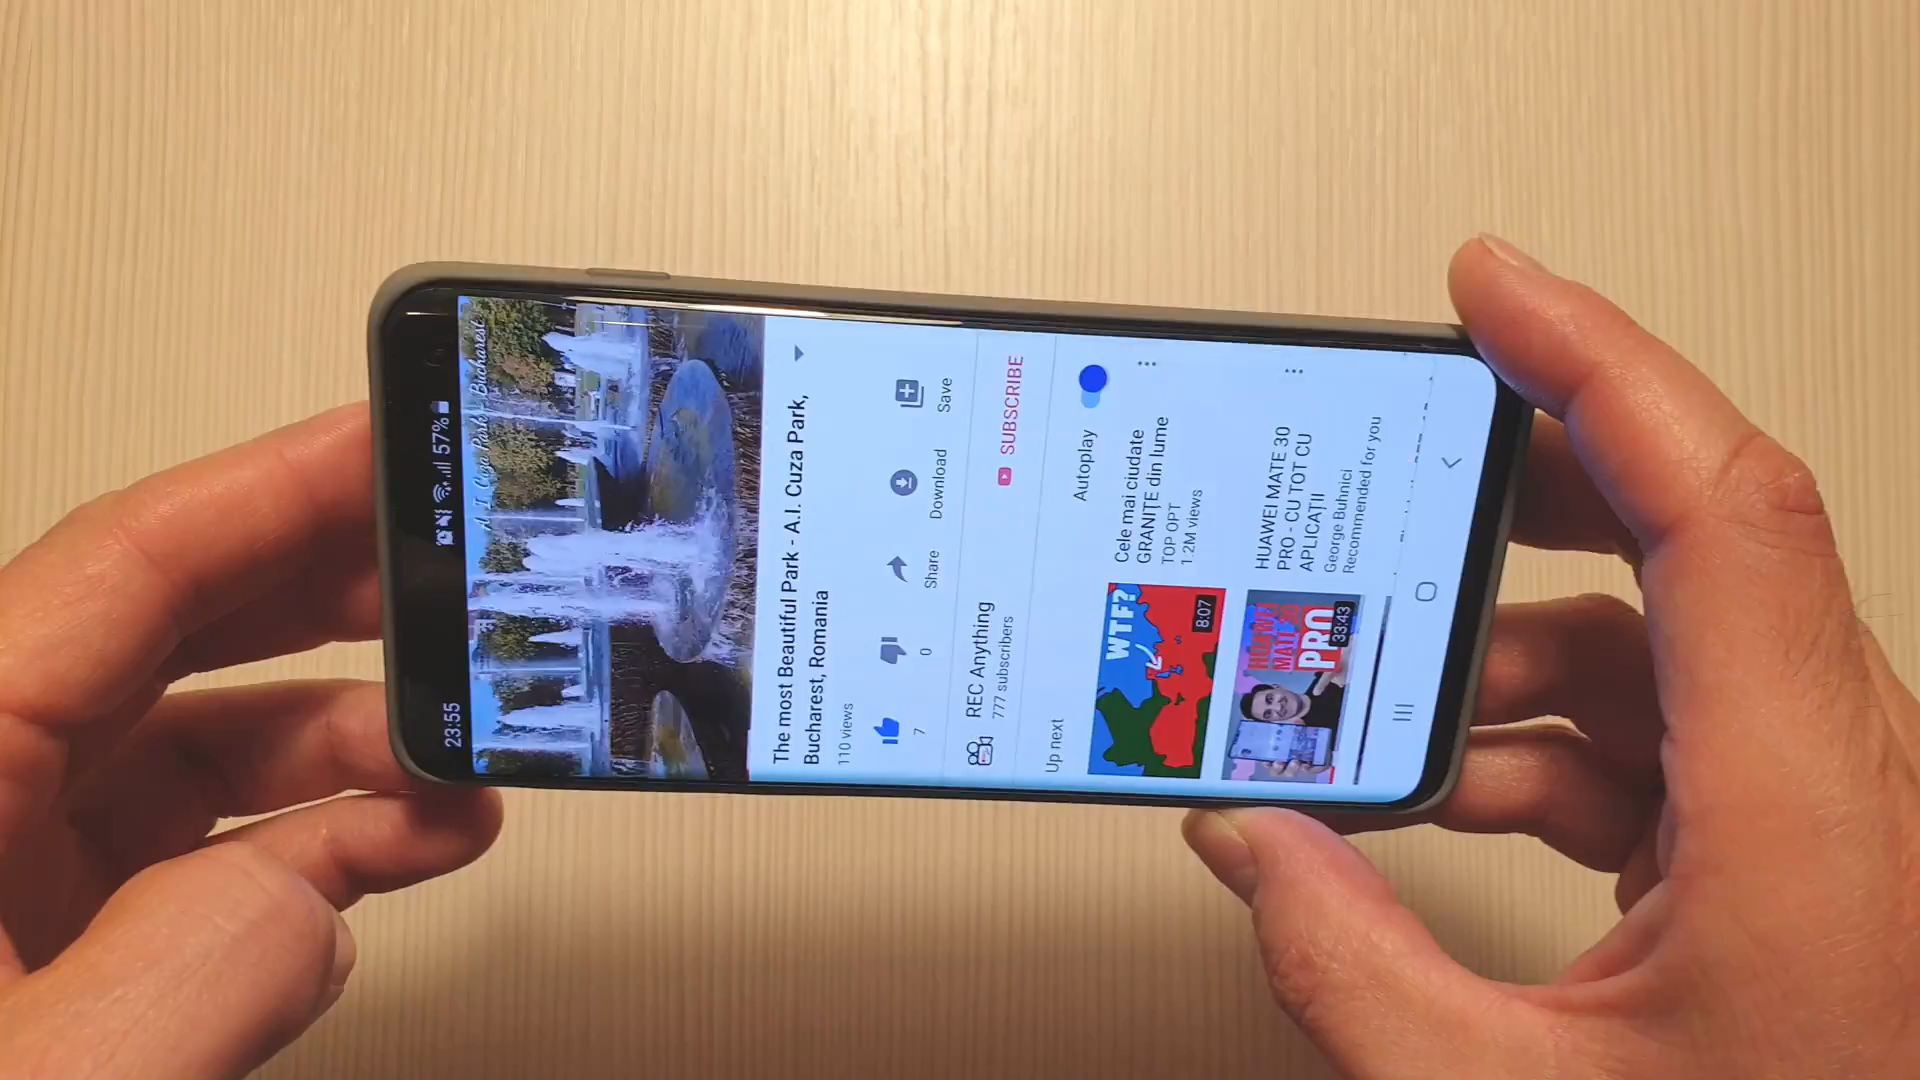 23:55
57%
A.I. Cuza Park - Bucharest
The most Beautiful Park - A.I. Cuza Park,
Bucharest, Romania
110 views
7
0
Share
Download
Save
REC Anything
777 subscribers
SUBSCRIBE
Up next
Autoplay
WTF?
8:07
Cele mai ciudate
GRANIȚE din lume
TOP OPT
1.2M views
HUAWEI
MATE 30
PRO
33:43
HUAWEI MATE 30
PRO - CU TOT CU
APLICAȚII
George Buhnici
Recommended for you